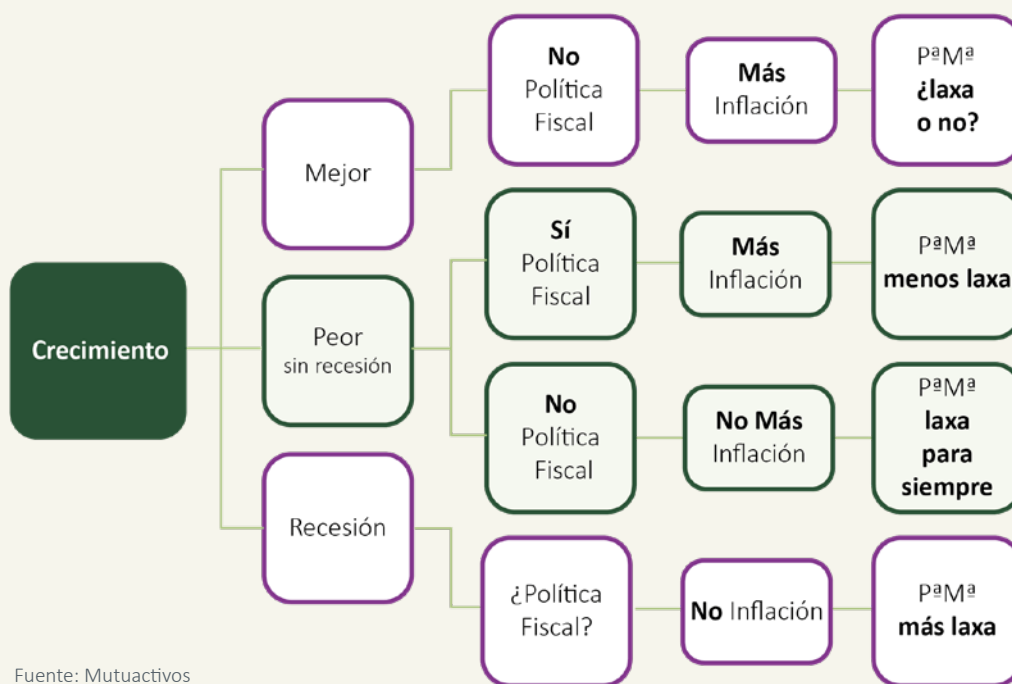 Crecimiento
Mejor
No
Política
Fiscal
Más
Inflación
PªMª
¿laxa
o no?
Peor
sin recesión
Sí
Política
Fiscal
Más
Inflación
PªMª
menos laxa
No
Política
Fiscal
No Más
Inflación
PªMª
laxa
para
siempre
Recesión
¿Política
Fiscal?
No Inflación
PªMª
más laxa
Fuente: Mutuactivos